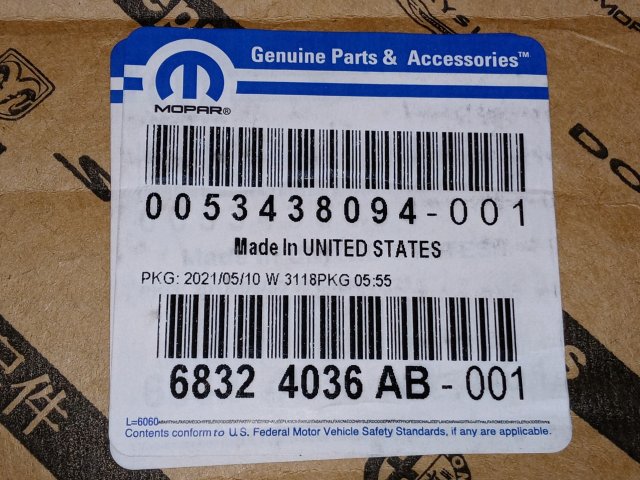 Genuine Parts & Accessories™
MOPAR®
0053438094-001
Made In UNITED STATES
PKG: 2021/05/10 W 3118PKG 05:55
6832 4036 AB - 001
L=6060
Contents conform to U.S. Federal Motor Vehicle Safety Standards, if any are applicable.
件